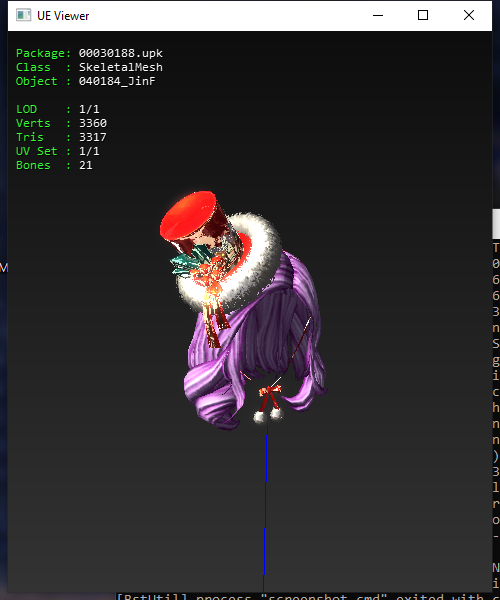 UE Viewer
Package: 00030188.upk
Class  : SkeletalMesh
Object : 040184_JinF
LOD    : 1/1
Verts  : 3360
Tris   : 3317
UV Set : 1/1
Bones  : 21
M
T
0
6
6
3
n
S
g
i
c
h
n
n
)
3
l
r
o
-
N
i
[BstUtil] process "screenshot.cmd" exited with c